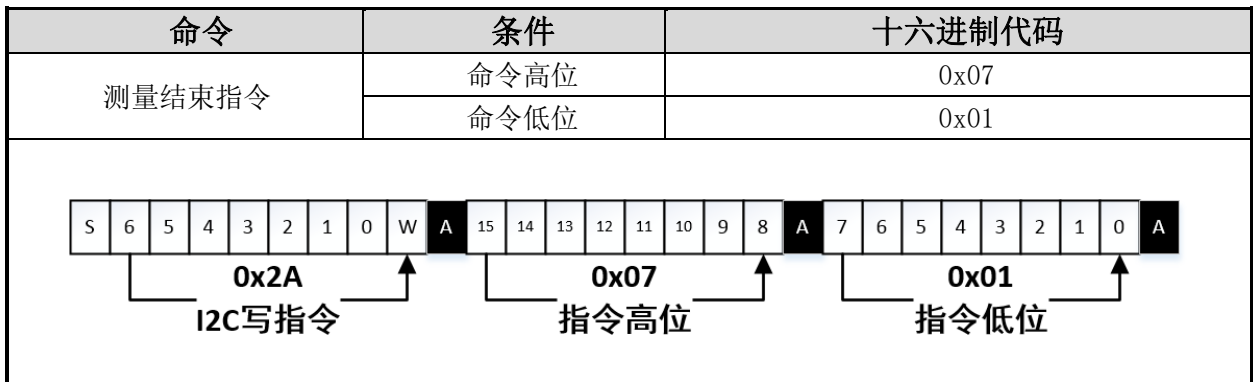 命令 条件 十六进制代码
测量结束指令 命令高位 0x07
命令低位 0x01
S 6 5 4 3 2 1 0 W A 15 14 13 12 11 10 9 8 A 7 6 5 4 3 2 1 0 A
0x2A 0x07 0x01
I2C写指令 指令高位 指令低位